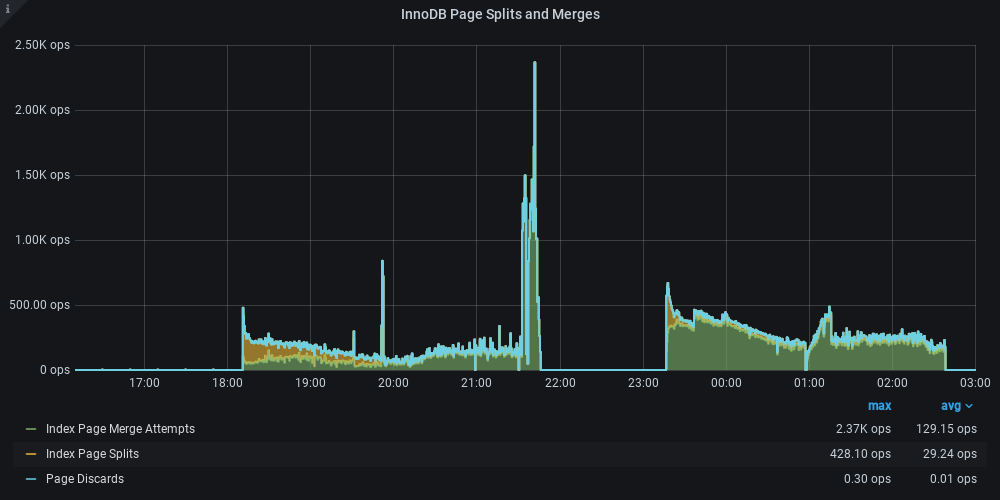 i
InnoDB Page Splits and Merges
2.50K ops
2.00K ops
1.50K ops
1.00K ops
500.00 ops
0 ops
17:00 18:00 19:00 20:00 21:00 22:00 23:00 00:00 01:00 02:00 03:00
max avg
Index Page Merge Attempts 2.37K ops 129.15 ops
Index Page Splits 428.10 ops 29.24 ops
Page Discards 0.30 ops 0.01 ops